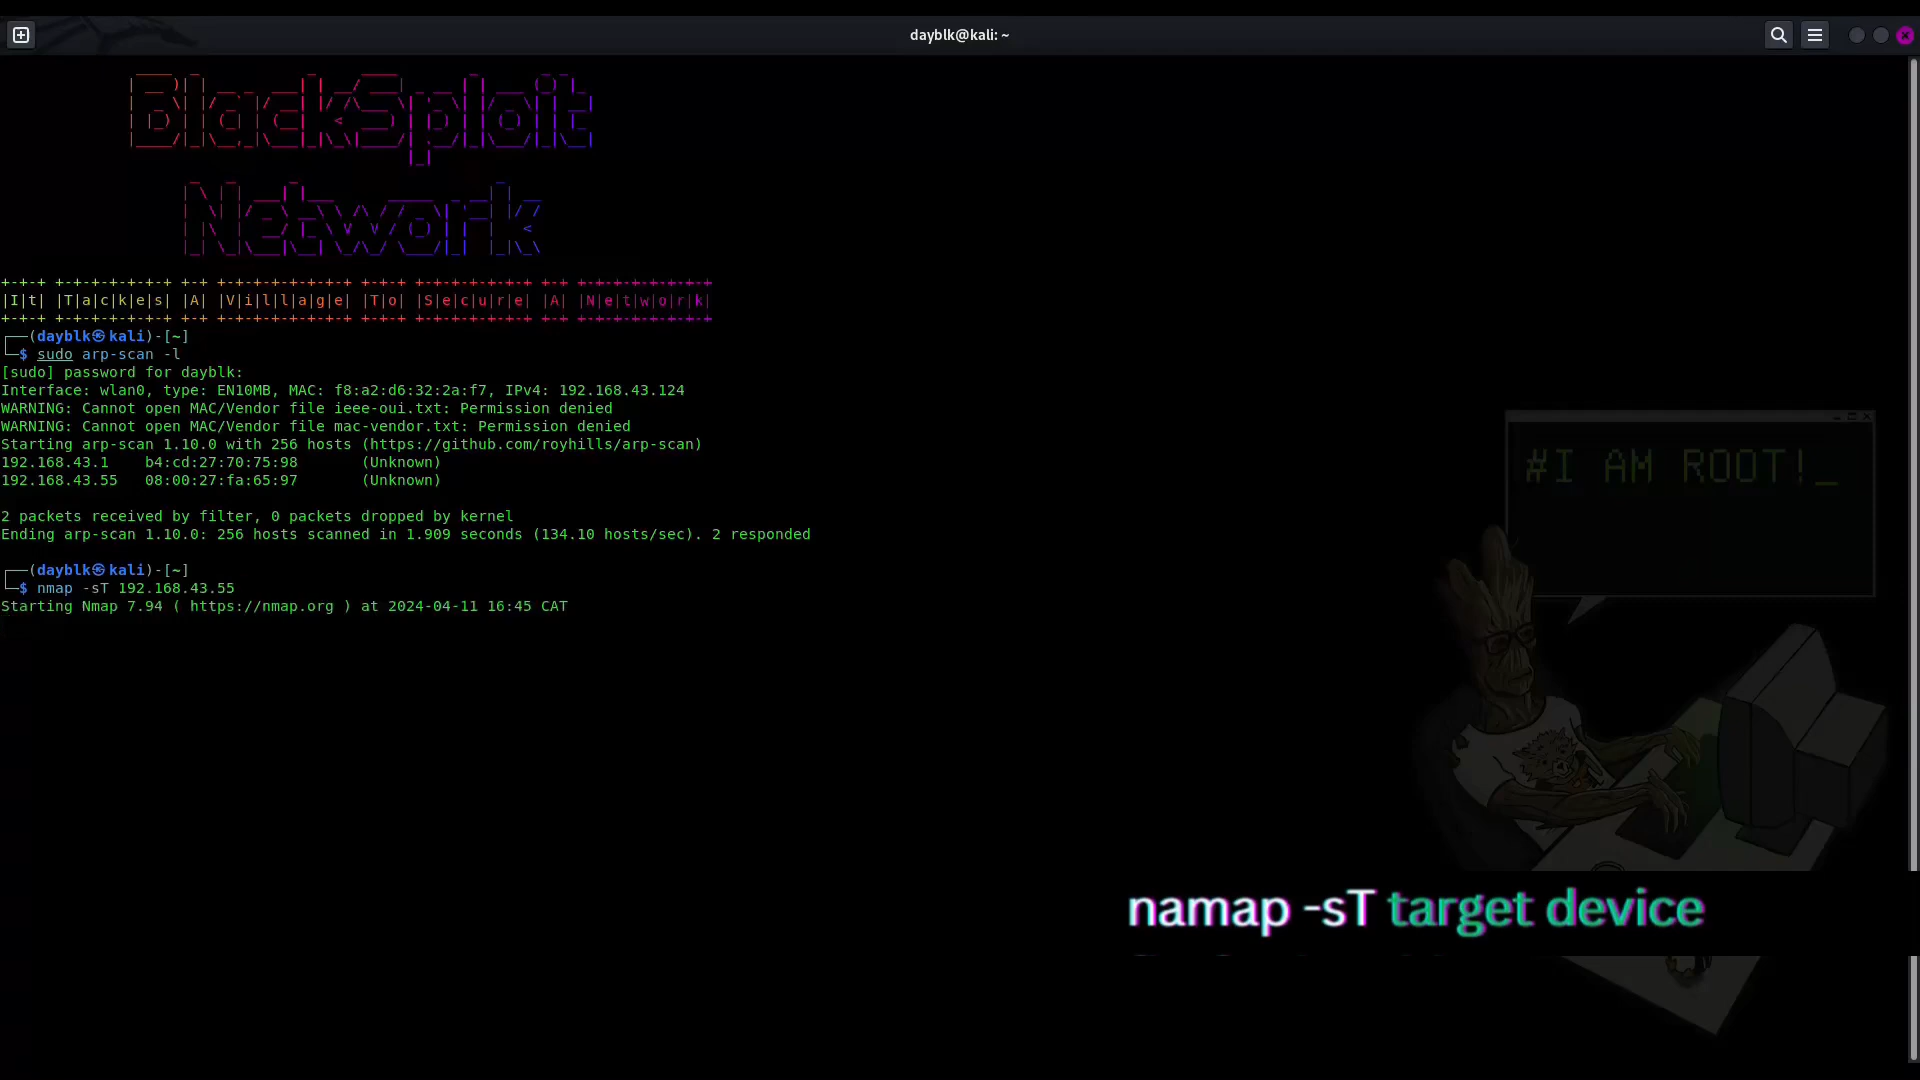 dayblk@kali: ~
BlackSploit
Network
+-+-+ +-+-+-+-+-+-+ +-+ +-+-+-+-+-+-+-+ +-+-+ +-+-+-+-+-+-+ +-+ +-+-+-+-+-+-+-+
|I|t| |T|a|c|k|e|s| |A| |V|i|l|l|a|g|e| |T|o| |S|e|c|u|r|e| |A| |N|e|t|w|o|r|k|
+-+-+ +-+-+-+-+-+-+ +-+ +-+-+-+-+-+-+-+ +-+-+ +-+-+-+-+-+-+ +-+ +-+-+-+-+-+-+-+
┌──(dayblk㉿kali)-[~]
└─$ sudo arp-scan -l
[sudo] password for dayblk:
Interface: wlan0, type: EN10MB, MAC: f8:a2:d6:32:2a:f7, IPv4: 192.168.43.124
WARNING: Cannot open MAC/Vendor file ieee-oui.txt: Permission denied
WARNING: Cannot open MAC/Vendor file mac-vendor.txt: Permission denied
Starting arp-scan 1.10.0 with 256 hosts (https://github.com/royhills/arp-scan)
192.168.43.1    b4:cd:27:70:75:98       (Unknown)
192.168.43.55   08:00:27:fa:65:97       (Unknown)
2 packets received by filter, 0 packets dropped by kernel
Ending arp-scan 1.10.0: 256 hosts scanned in 1.909 seconds (134.10 hosts/sec). 2 responded
┌──(dayblk㉿kali)-[~]
└─$ nmap -sT 192.168.43.55
Starting Nmap 7.94 ( https://nmap.org ) at 2024-04-11 16:45 CAT
#I AM ROOT!_
namap -sT target device